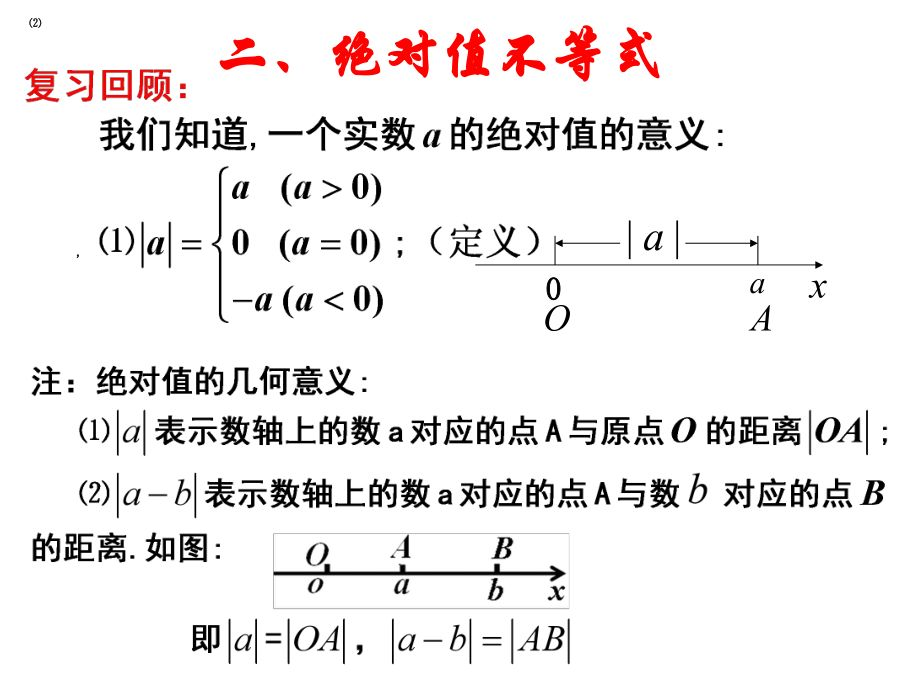 ⑵
二、绝对值不等式
复习回顾：
我们知道,一个实数 a 的绝对值的意义:
a (a > 0)
, ⑴|a| = { 0 (a = 0) ;（定义）
-a (a < 0)
| a |
0 a x
O A
注：绝对值的几何意义:
⑴ |a| 表示数轴上的数 a 对应的点 A 与原点 O 的距离 |OA| ;
⑵ |a − b| 表示数轴上的数 a 对应的点 A 与数 b 对应的点 B
的距离.如图:
O A B
o a b x
即 |a| = |OA| ， |a − b| = |AB|